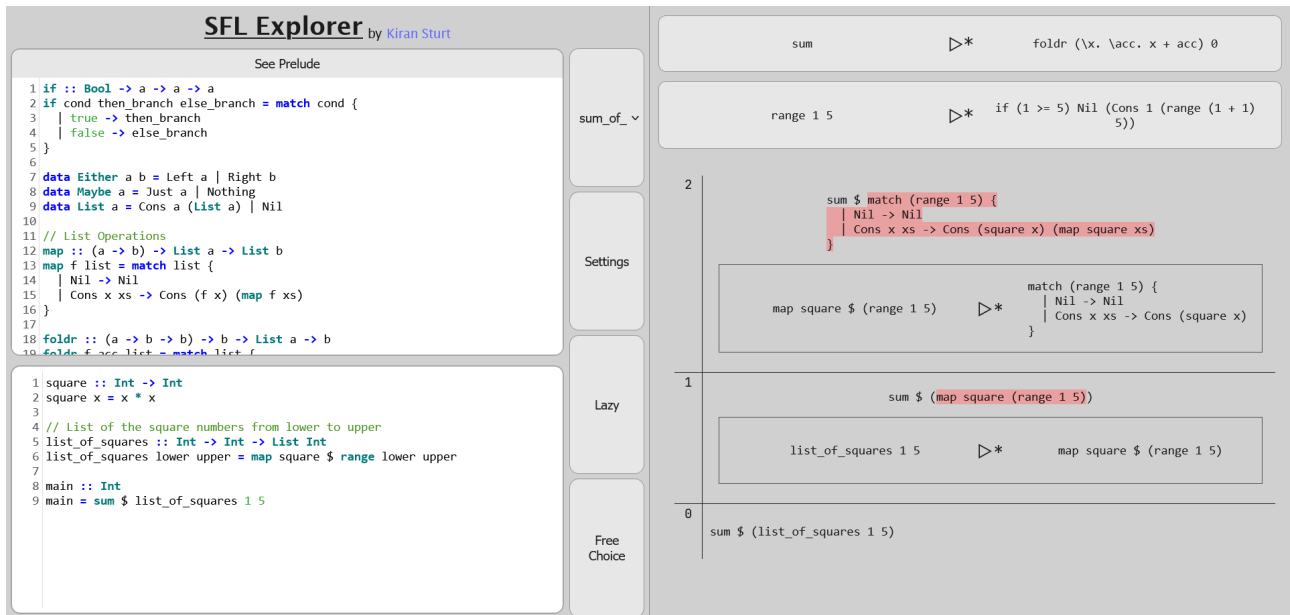 SFL Explorer by Kiran Sturt
See Prelude
1 if :: Bool -> a -> a -> a
2 if cond then_branch else_branch = match cond {
3   | true -> then_branch
4   | false -> else_branch
5 }
6
7 data Either a b = Left a | Right b
8 data Maybe a = Just a | Nothing
9 data List a = Cons a (List a) | Nil
10
11 // List Operations
12 map :: (a -> b) -> List a -> List b
13 map f list = match list {
14   | Nil -> Nil
15   | Cons x xs -> Cons (f x) (map f xs)
16 }
17
18 foldr :: (a -> b -> b) -> b -> List a -> b
19 foldr f acc list = match list {
1 square :: Int -> Int
2 square x = x * x
3
4 // List of the square numbers from lower to upper
5 list_of_squares :: Int -> Int -> List Int
6 list_of_squares lower upper = map square $ range lower upper
7
8 main :: Int
9 main = sum $ list_of_squares 1 5
sum_of_
Settings
Lazy
Free
Choice
sum ▷* foldr (\x. \acc. x + acc) 0
range 1 5 ▷* if (1 >= 5) Nil (Cons 1 (range (1 + 1)
5))
2
sum $ match (range 1 5) {
  | Nil -> Nil
  | Cons x xs -> Cons (square x) (map square xs)
}
map square $ (range 1 5) ▷* match (range 1 5) {
  | Nil -> Nil
  | Cons x xs -> Cons (square x)
}
1
sum $ (map square (range 1 5))
list_of_squares 1 5 ▷* map square $ (range 1 5)
0
sum $ (list_of_squares 1 5)